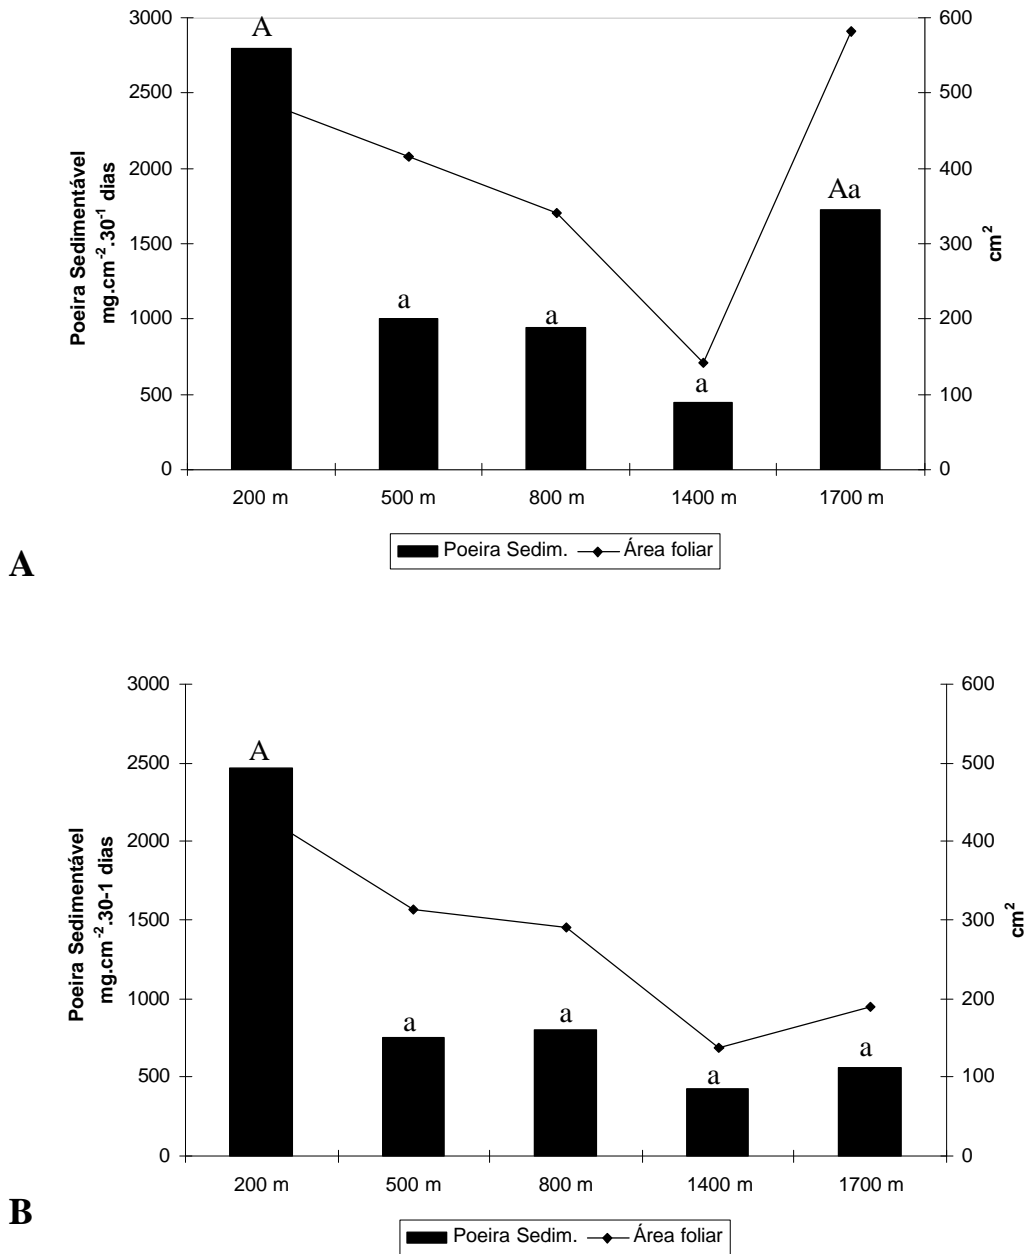 3000
2500
2000
1500
1000
500
0
Poeira Sedimentável
mg.cm⁻².30⁻¹ dias
A
a
a
a
Aa
600
500
400
300
200
100
0
cm²
200 m
500 m
800 m
1400 m
1700 m
Poeira Sedim.
Área foliar
A
3000
2500
2000
1500
1000
500
0
Poeira Sedimentável
mg.cm⁻².30-1 dias
A
a
a
a
a
600
500
400
300
200
100
0
cm²
200 m
500 m
800 m
1400 m
1700 m
Poeira Sedim.
Área foliar
B